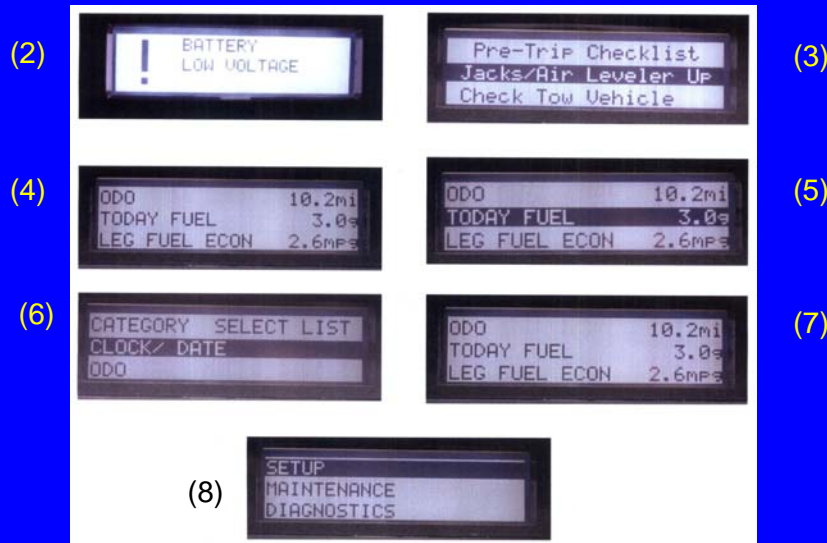 (2)
BATTERY
LOW VOLTAGE
(3)
Pre-Trip Checklist
Jacks/Air Leveler Up
Check Tow Vehicle
(4)
ODO 10.2mi
TODAY FUEL 3.0g
LEG FUEL ECON 2.6mpg
(5)
ODO 10.2mi
TODAY FUEL 3.0g
LEG FUEL ECON 2.6mpg
(6)
CATEGORY SELECT LIST
CLOCK/ DATE
ODO
(7)
ODO 10.2mi
TODAY FUEL 3.0g
LEG FUEL ECON 2.6mpg
(8)
SETUP
MAINTENANCE
DIAGNOSTICS